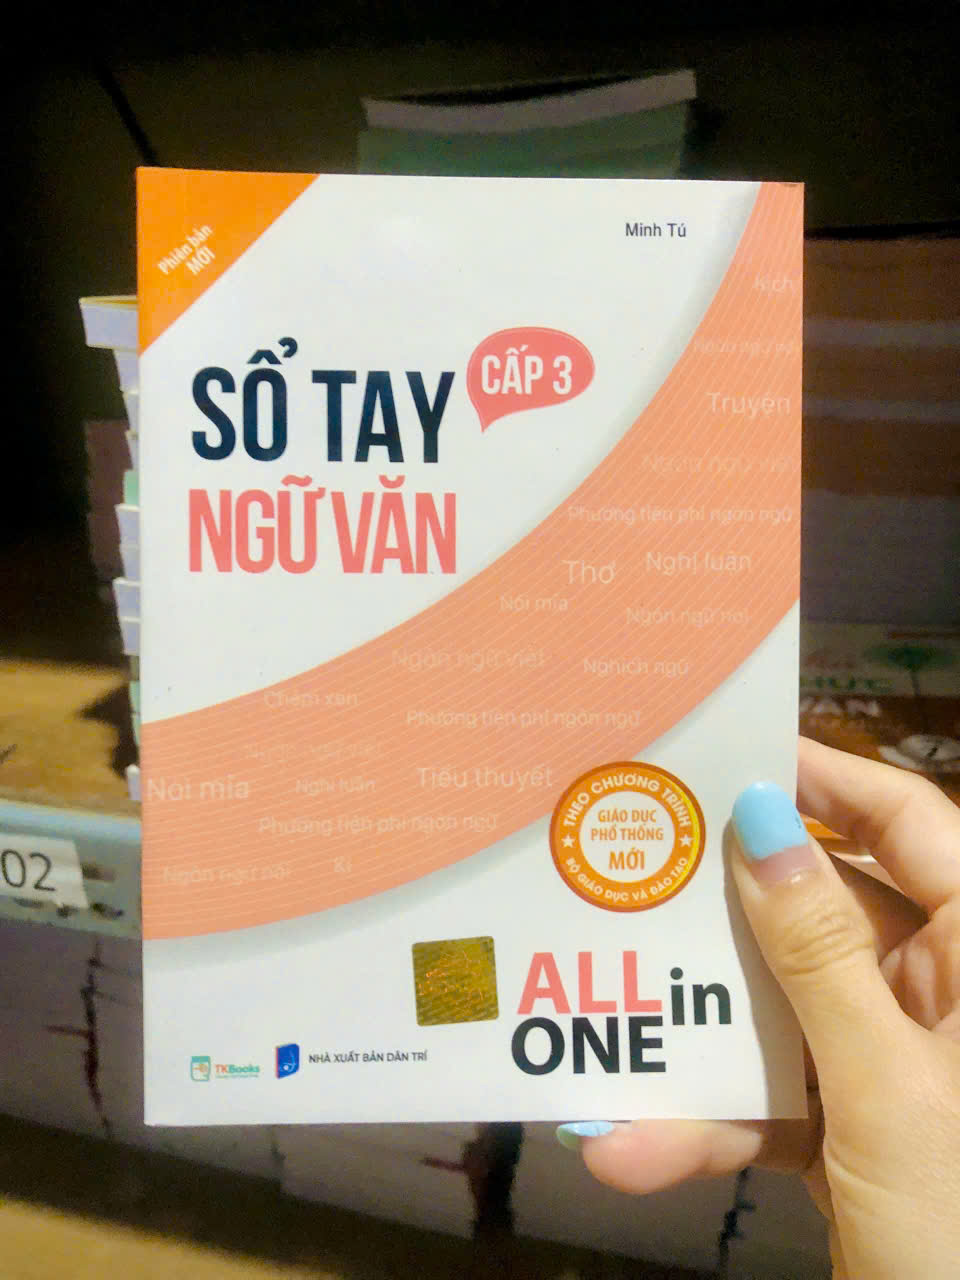 Phiên bản
MỚI
Minh Tú
SỔ TAY
CẤP 3
NGỮ VĂN
Kịch
Truyện
Ngôn ngữ viết
Phương tiện phi ngôn ngữ
Thơ
Nghị luận
Nói mỉa
Ngôn ngữ nói
Ngôn ngữ viết
Nghịch ngữ
Chêm xen
Phương tiện phi ngôn ngữ
Nói mỉa
Nghị luận
Tiểu thuyết
Phương tiện phi ngôn ngữ
Ngôn ngữ nói
Kí
THEO CHƯƠNG TRÌNH
GIÁO DỤC
PHỔ THÔNG
MỚI
BỘ GIÁO DỤC VÀ ĐÀO TẠO
ALL in
ONE
TKBooks
NHÀ XUẤT BẢN DÂN TRÍ
02
VĂN